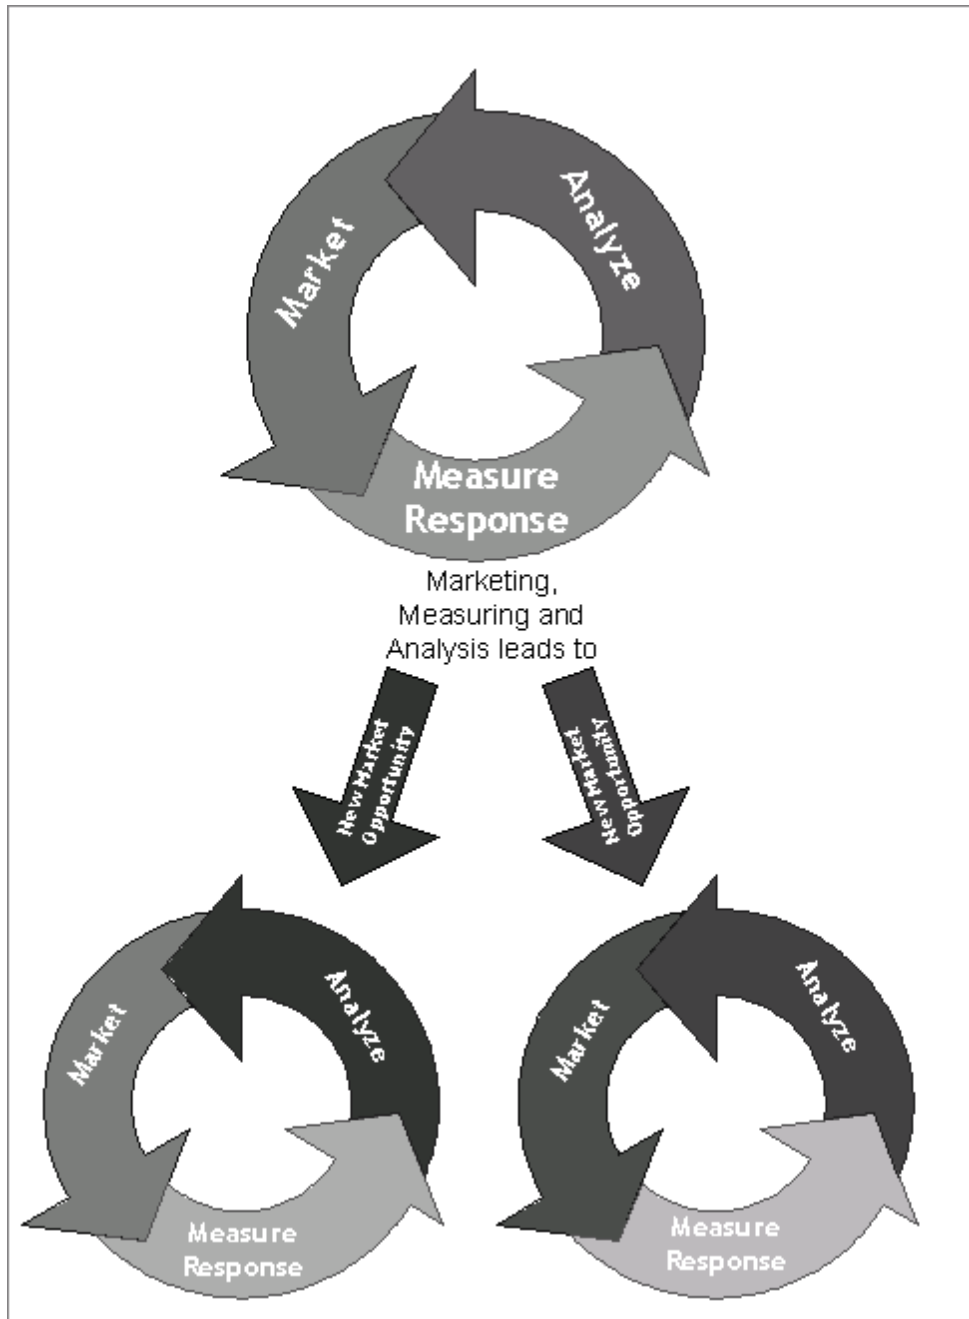 Market
Analyze
Measure
Response
Marketing,
Measuring and
Analysis leads to
New Market
Opportunity
New Market
Opportunity
Market
Analyze
Measure
Response
Market
Analyze
Measure
Response